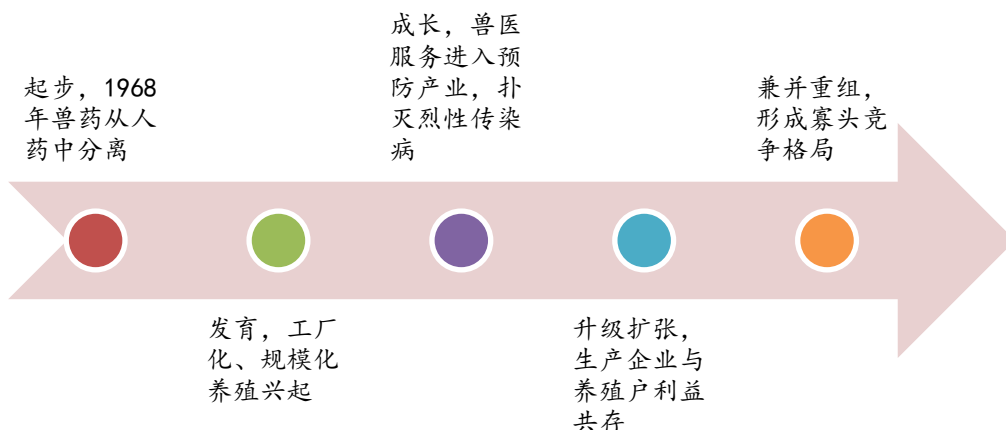 起步，1968
年兽药从人
药中分离
发育，工厂
化、规模化
养殖兴起
成长，兽医
服务进入预
防产业，扑
灭烈性传染
病
升级扩张，
生产企业与
养殖户利益
共存
兼并重组，
形成寡头竞
争格局